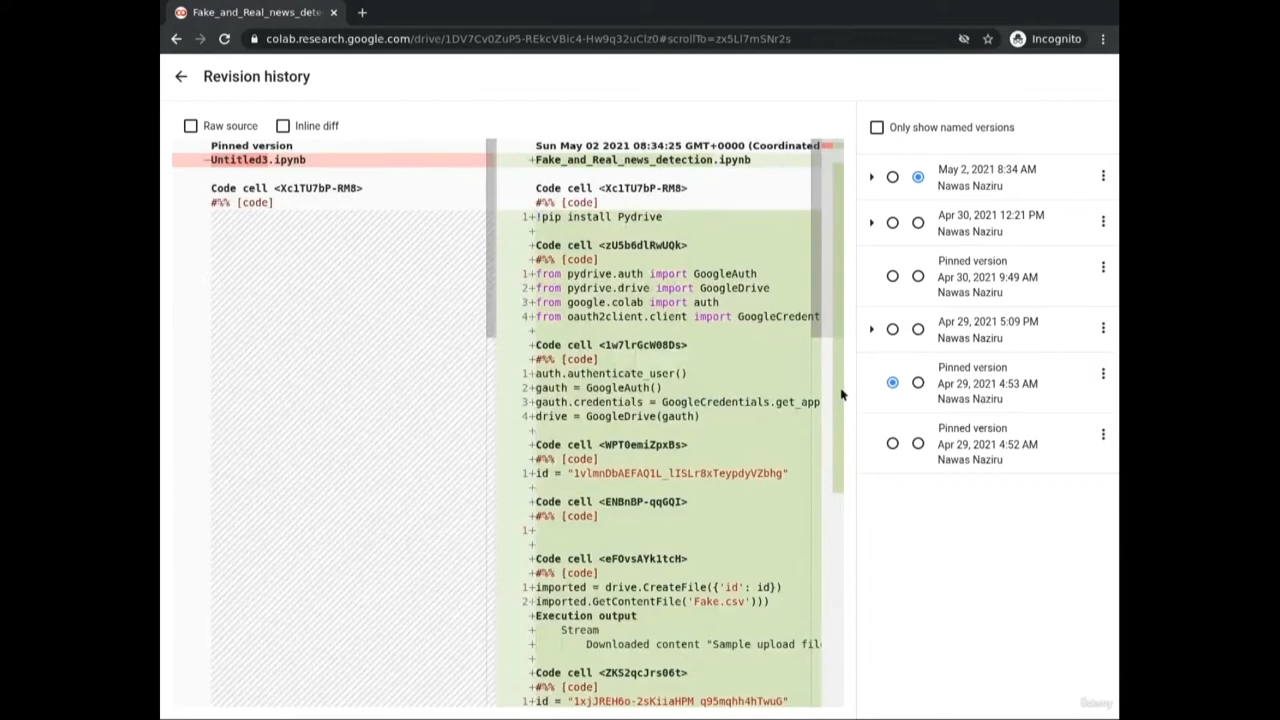 Fake_and_Real_news_dete
colab.research.google.com/drive/1DV7Cv0ZuP5-REkcVBic4-Hw9q32uClz0#scrollTo=zx5Ll7mSNr2s
Incognito
Revision history
Raw source
Inline diff
Only show named versions
Pinned version
-Untitled3.ipynb
Code cell <Xc1TU7bP-RM8>
#%% [code]
Sun May 02 2021 08:34:25 GMT+0000 (Coordinated
+Fake_and_Real_news_detection.ipynb
Code cell <Xc1TU7bP-RM8>
#%% [code]
1+!pip install Pydrive
+
+Code cell <zU5b6dlRwUQk>
+#%% [code]
1+from pydrive.auth import GoogleAuth
2+from pydrive.drive import GoogleDrive
3+from google.colab import auth
4+from oauth2client.client import GoogleCredent
+
+Code cell <1w7lrGcW08Ds>
+#%% [code]
1+auth.authenticate_user()
2+gauth = GoogleAuth()
3+gauth.credentials = GoogleCredentials.get_app
4+drive = GoogleDrive(gauth)
+
+Code cell <WPT0emiZpxBs>
+#%% [code]
1+id = "1vlmnDbAEFAQ1L_lISLr8xTeypdyVZbhg"
+
+Code cell <ENBnBP-qqGQI>
+#%% [code]
1+
+
+Code cell <eFOvsAYk1tcH>
+#%% [code]
1+imported = drive.CreateFile({'id': id})
2+imported.GetContentFile('Fake.csv')))
+Execution output
+ Stream
+ Downloaded content "Sample upload fil
+
+Code cell <ZKS2qcJrs06t>
+#%% [code]
1+id = "1xjJREH6o-2sKiiaHPM_q95mqhh4hTwuG"
May 2, 2021 8:34 AM
Nawas Naziru
Apr 30, 2021 12:21 PM
Nawas Naziru
Pinned version
Apr 30, 2021 9:49 AM
Nawas Naziru
Apr 29, 2021 5:09 PM
Nawas Naziru
Pinned version
Apr 29, 2021 4:53 AM
Nawas Naziru
Pinned version
Apr 29, 2021 4:52 AM
Nawas Naziru
Udemy